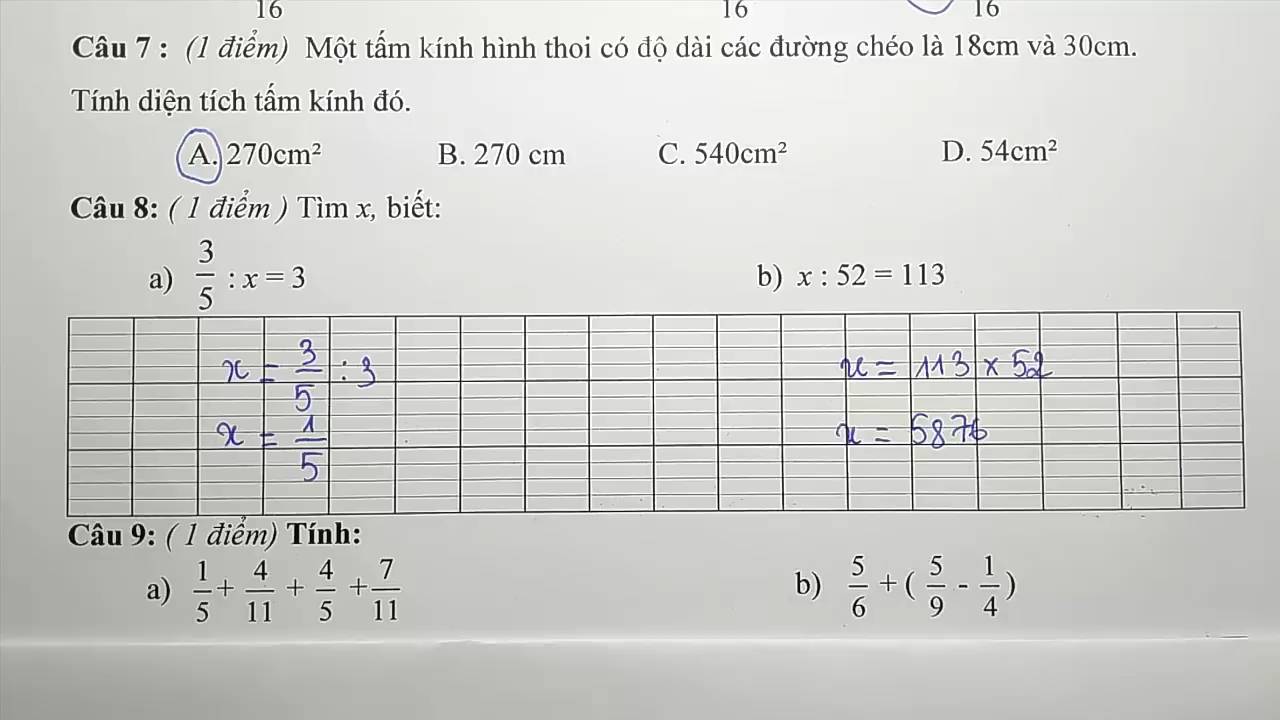 16 16 16
Câu 7 : (1 điểm) Một tấm kính hình thoi có độ dài các đường chéo là 18cm và 30cm.
Tính diện tích tấm kính đó.
A. 270cm² B. 270 cm C. 540cm² D. 54cm²
Câu 8: ( 1 điểm ) Tìm x, biết:
a) 3/5 : x = 3 b) x : 52 = 113
x = 3/5 : 3 x = 113 x 52
x = 1/5 x = 5876
Câu 9: ( 1 điểm) Tính:
a) 1/5 + 4/11 + 4/5 + 7/11 b) 5/6 + ( 5/9 - 1/4 )